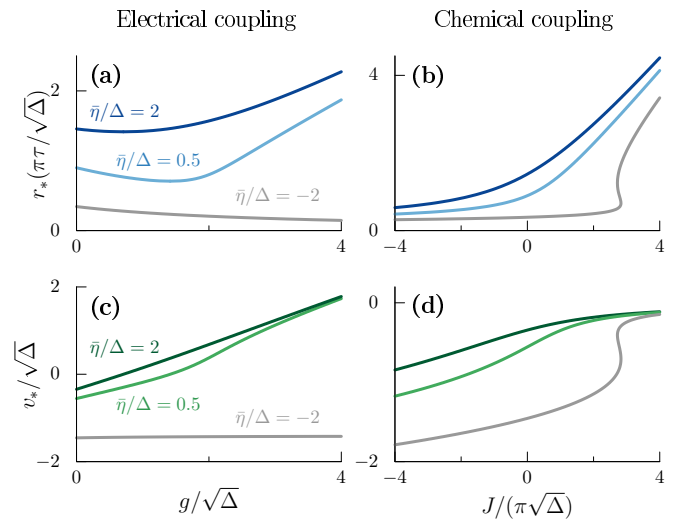 Electrical coupling
Chemical coupling
(a)
(b)
r∗(πτ/√Δ)
2
0
η̄/Δ = 2
η̄/Δ = 0.5
η̄/Δ = −2
0
4
4
0
−4
0
4
(c)
(d)
v∗/√Δ
2
0
−2
η̄/Δ = 2
η̄/Δ = 0.5
η̄/Δ = −2
0
4
g/√Δ
0
−2
−4
0
4
J/(π√Δ)